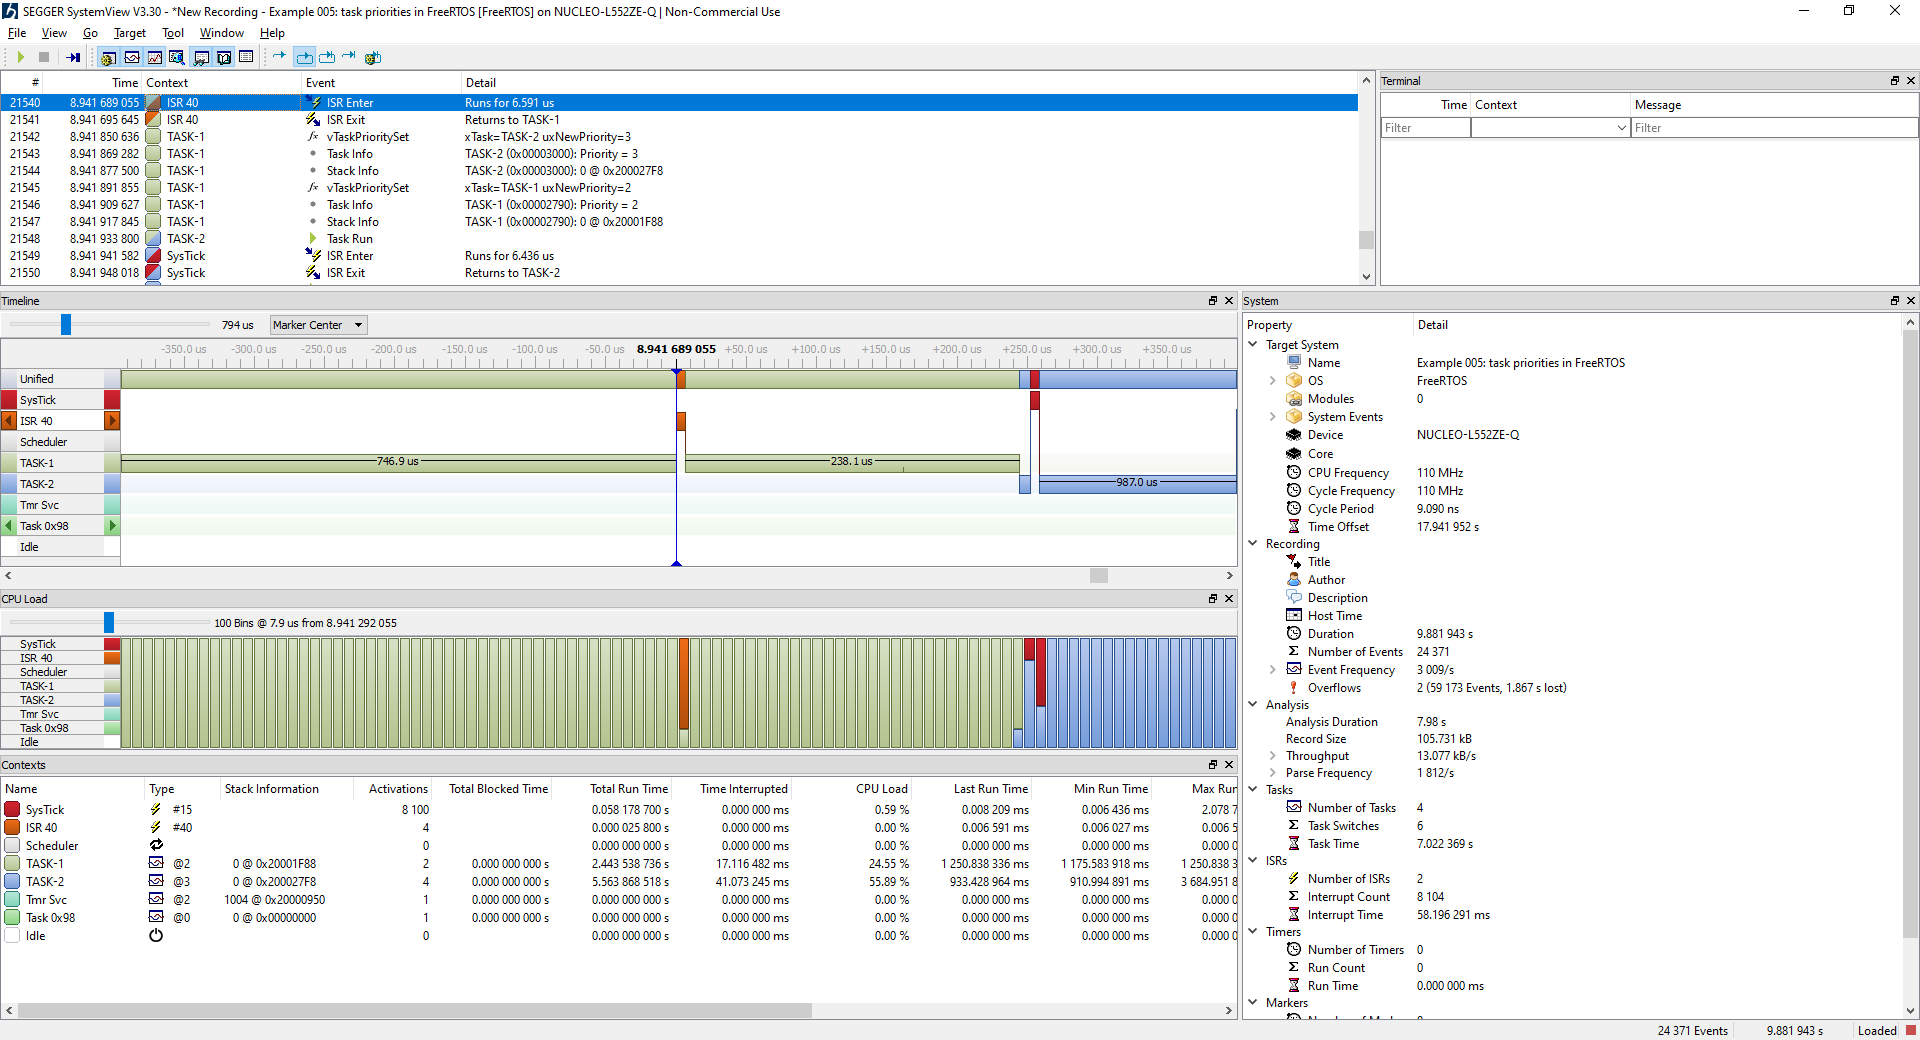 SEGGER SystemView V3.30 - *New Recording - Example 005: task priorities in FreeRTOS [FreeRTOS] on NUCLEO-L552ZE-Q | Non-Commercial Use
File View Go Target Tool Window Help
# Time Context Event Detail
21540 8.941 689 055 ISR 40 ISR Enter Runs for 6.591 us
21541 8.941 695 645 ISR 40 ISR Exit Returns to TASK-1
21542 8.941 850 636 TASK-1 vTaskPrioritySet xTask=TASK-2 uxNewPriority=3
21543 8.941 869 282 TASK-1 Task Info TASK-2 (0x00003000): Priority = 3
21544 8.941 877 500 TASK-1 Stack Info TASK-2 (0x00003000): 0 @ 0x200027F8
21545 8.941 891 855 TASK-1 vTaskPrioritySet xTask=TASK-1 uxNewPriority=2
21546 8.941 909 627 TASK-1 Task Info TASK-1 (0x00002790): Priority = 2
21547 8.941 917 845 TASK-1 Stack Info TASK-1 (0x00002790): 0 @ 0x20001F88
21548 8.941 933 800 TASK-2 Task Run
21549 8.941 941 582 SysTick ISR Enter Runs for 6.436 us
21550 8.941 948 018 SysTick ISR Exit Returns to TASK-2
Terminal
Time Context Message
Filter Filter
Timeline
794 us Marker Center
-350.0 us -300.0 us -250.0 us -200.0 us -150.0 us -100.0 us -50.0 us 8.941 689 055 +50.0 us +100.0 us +150.0 us +200.0 us +250.0 us +300.0 us +350.0 us
Unified
SysTick
ISR 40
Scheduler
TASK-1 746.9 us 238.1 us
TASK-2 987.0 us
Tmr Svc
Task 0x98
Idle
CPU Load
100 Bins @ 7.9 us from 8.941 292 055
SysTick
ISR 40
Scheduler
TASK-1
TASK-2
Tmr Svc
Task 0x98
Idle
Contexts
Name Type Stack Information Activations Total Blocked Time Total Run Time Time Interrupted CPU Load Last Run Time Min Run Time Max Run
SysTick #15 8 100 0.058 178 700 s 0.000 000 ms 0.59 % 0.008 209 ms 0.006 436 ms 2.078 7
ISR 40 #40 4 0.000 025 800 s 0.000 000 ms 0.00 % 0.006 591 ms 0.006 027 ms 0.006 5
Scheduler 0 0.000 000 000 s 0.000 000 ms 0.00 % 0.000 000 ms 0.000 000 ms 0.000 0
TASK-1 @2 0 @ 0x20001F88 2 0.000 000 000 s 2.443 538 736 s 17.116 482 ms 24.55 % 1 250.838 336 ms 1 175.583 918 ms 1 250.838 3
TASK-2 @3 0 @ 0x200027F8 4 0.000 000 000 s 5.563 868 518 s 41.073 245 ms 55.89 % 933.428 964 ms 910.994 891 ms 3 684.951 8
Tmr Svc @2 1004 @ 0x20000950 1 0.000 000 000 s 0.000 000 000 s 0.000 000 ms 0.00 % 0.000 000 ms 0.000 000 ms 0.000 0
Task 0x98 @0 0 @ 0x00000000 1 0.000 000 000 s 0.000 000 000 s 0.000 000 ms 0.00 % 0.000 000 ms 0.000 000 ms 0.000 0
Idle 0 0.000 000 000 s 0.000 000 ms 0.00 % 0.000 000 ms 0.000 000 ms 0.000 0
System
Property Detail
Target System
Name Example 005: task priorities in FreeRTOS
OS FreeRTOS
Modules 0
System Events
Device NUCLEO-L552ZE-Q
Core
CPU Frequency 110 MHz
Cycle Frequency 110 MHz
Cycle Period 9.090 ns
Time Offset 17.941 952 s
Recording
Title
Author
Description
Host Time
Duration 9.881 943 s
Number of Events 24 371
Event Frequency 3 009/s
Overflows 2 (59 173 Events, 1.867 s lost)
Analysis
Analysis Duration 7.98 s
Record Size 105.731 kB
Throughput 13.077 kB/s
Parse Frequency 1 812/s
Tasks
Number of Tasks 4
Task Switches 6
Task Time 7.022 369 s
ISRs
Number of ISRs 2
Interrupt Count 8 104
Interrupt Time 58.196 291 ms
Timers
Number of Timers 0
Run Count 0
Run Time 0.000 000 ms
Markers
24 371 Events 9.881 943 s Loaded